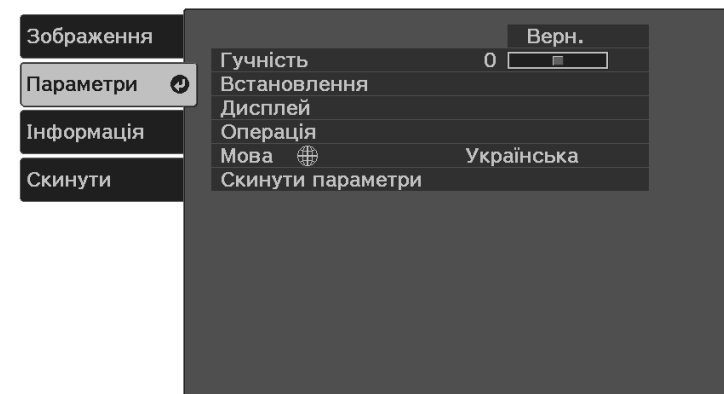 Зображення
Параметри
Інформація
Скинути
Верн.
Гучність 0
Встановлення
Дисплей
Операція
Мова Українська
Скинути параметри